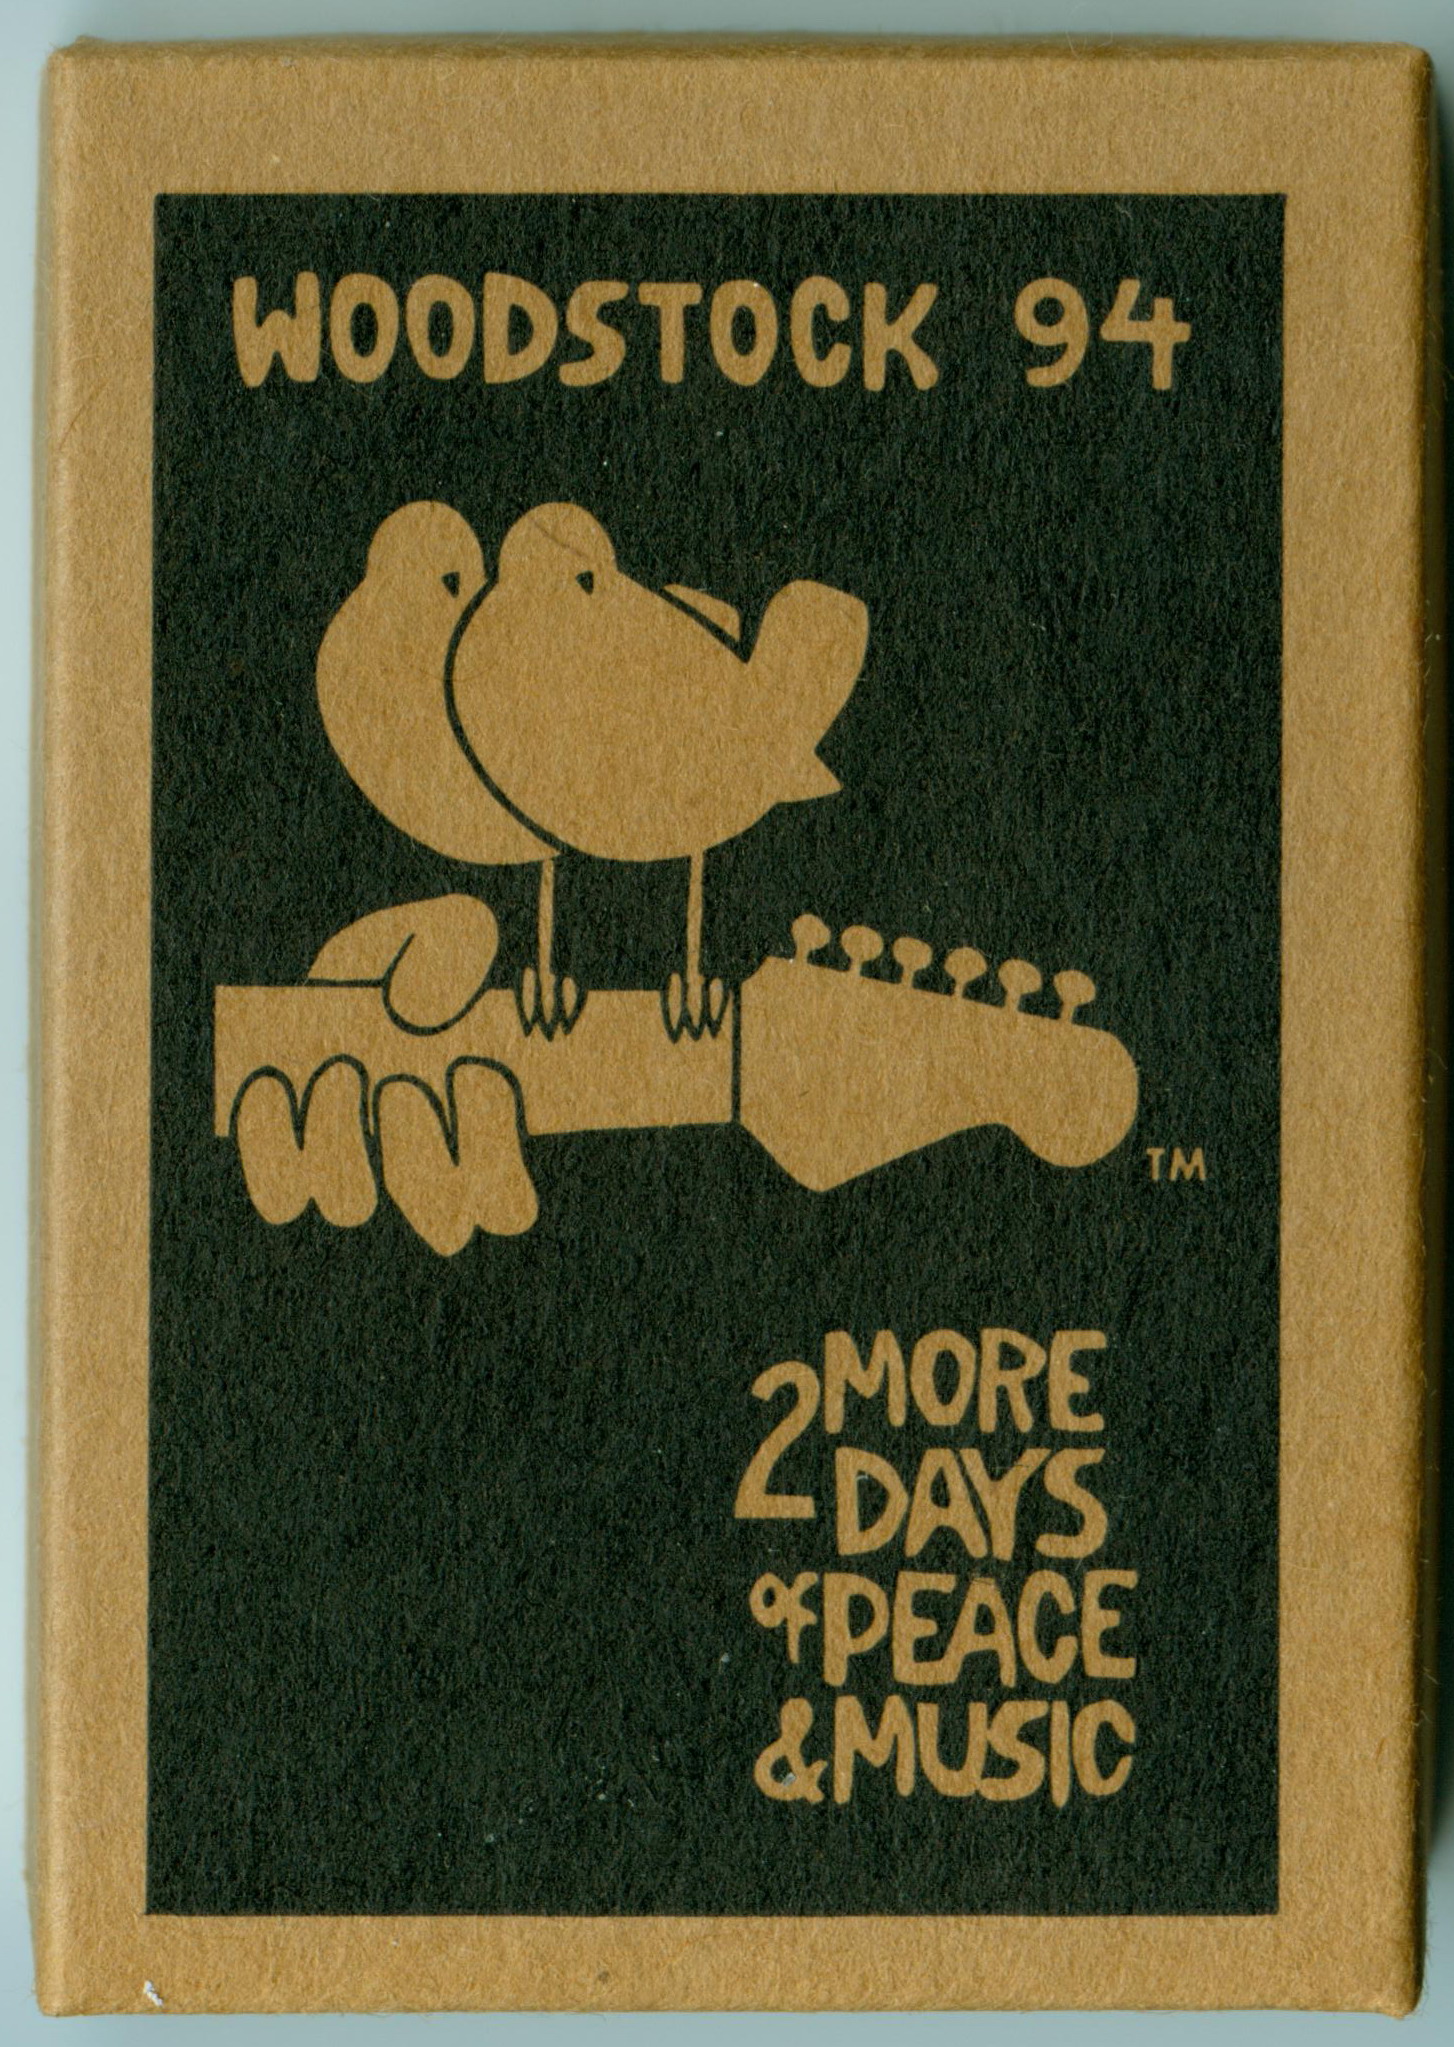 WOODSTOCK 94
TM
2 MORE
DAYS
of PEACE
& MUSIC